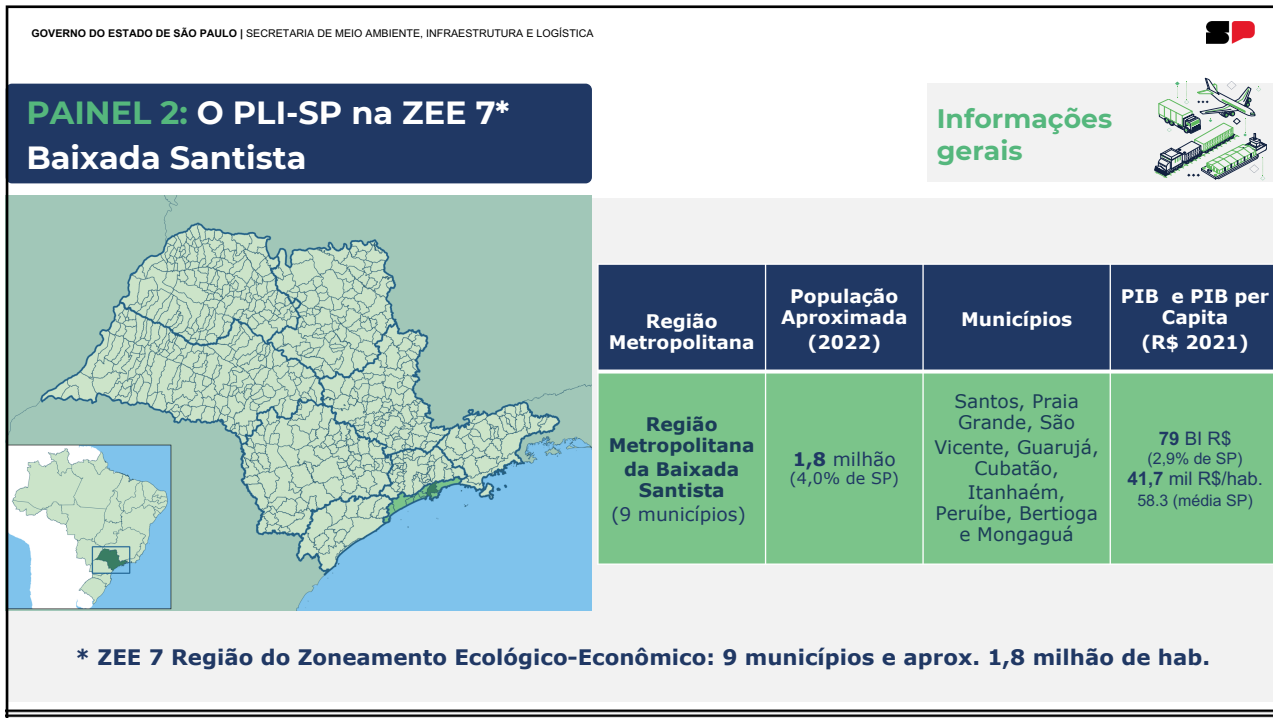 GOVERNO DO ESTADO DE SÃO PAULO | SECRETARIA DE MEIO AMBIENTE, INFRAESTRUTURA E LOGÍSTICA
SP
PAINEL 2: O PLI-SP na ZEE 7*
Baixada Santista
Informações
gerais
Região
Metropolitana
População
Aproximada
(2022)
Municípios
PIB e PIB per
Capita
(R$ 2021)
Região
Metropolitana
da Baixada
Santista
(9 municípios)
1,8 milhão
(4,0% de SP)
Santos, Praia
Grande, São
Vicente, Guarujá,
Cubatão,
Itanhaém,
Peruíbe, Bertioga
e Mongaguá
79 BI R$
(2,9% de SP)
41,7 mil R$/hab.
58.3 (média SP)
* ZEE 7 Região do Zoneamento Ecológico-Econômico: 9 municípios e aprox. 1,8 milhão de hab.